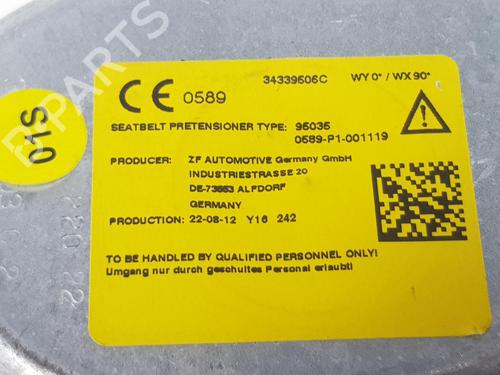 34339506C WY 0° / WX 90°
CE 0589
01S
SEATBELT PRETENSIONER TYPE: 95035
0589-P1-001119
PRODUCER: ZF AUTOMOTIVE Germany GmbH
INDUSTRIESTRASSE 20
DE-73553 ALFDORF
GERMANY
PRODUCTION: 22-08-12 Y16 242
TO BE HANDLED BY QUALIFIED PERSONNEL ONLY!
Umgang nur durch geschultes Personal erlaubt!
B PARTS